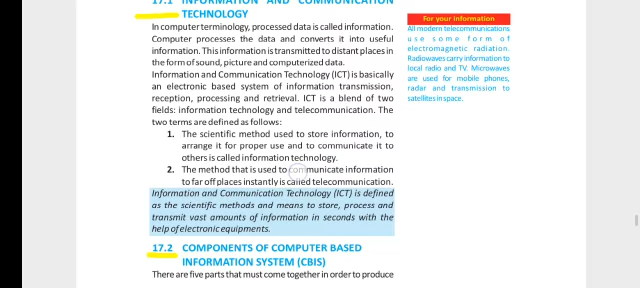 17.1 INFORMATION AND COMMUNICATION
TECHNOLOGY
In computer terminology, processed data is called information.
Computer processes the data and converts it into useful
information. This information is transmitted to distant places in
the form of sound, picture and computerized data.
Information and Communication Technology (ICT) is basically
an electronic based system of information transmission,
reception, processing and retrieval. ICT is a blend of two
fields: information technology and telecommunication. The
two terms are defined as follows:
1. The scientific method used to store information, to
arrange it for proper use and to communicate it to
others is called information technology.
2. The method that is used to communicate information
to far off places instantly is called telecommunication.
Information and Communication Technology (ICT) is defined
as the scientific methods and means to store, process and
transmit vast amounts of information in seconds with the
help of electronic equipments.
17.2 COMPONENTS OF COMPUTER BASED
INFORMATION SYSTEM (CBIS)
There are five parts that must come together in order to produce
For your information
All modern telecommunications
use some form of
electromagnetic radiation.
Radiowaves carry information to
local radio and TV. Microwaves
are used for mobile phones,
radar and transmission to
satellites in space.